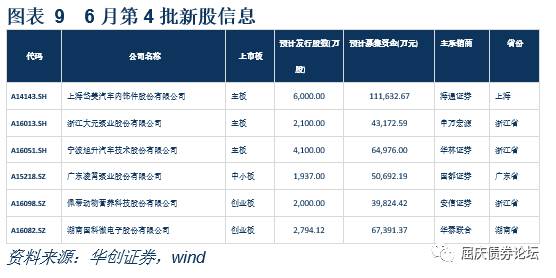 图表 9 6月第4批新股信息
代码 公司名称 上市板 预计发行股数(万股) 预计募集资金(万元) 主承销商 省份
A14143.SH 上海岱美汽车内饰件股份有限公司 主板 6,000.00 111,632.67 海通证券 上海
A16013.SH 浙江大元泵业股份有限公司 主板 2,100.00 43,172.59 申万宏源 浙江省
A16051.SH 宁波旭升汽车技术股份有限公司 主板 4,100.00 64,976.00 华林证券 浙江省
A15218.SZ 广东凌霄泵业股份有限公司 中小板 1,937.00 50,692.19 国都证券 广东省
A16098.SZ 佩蒂动物营养科技股份有限公司 创业板 2,000.00 39,824.42 安信证券 浙江省
A16082.SZ 湖南国科微电子股份有限公司 创业板 2,794.12 67,391.37 华泰联合 湖南省
资料来源：华创证券，wind
屈庆债券论坛